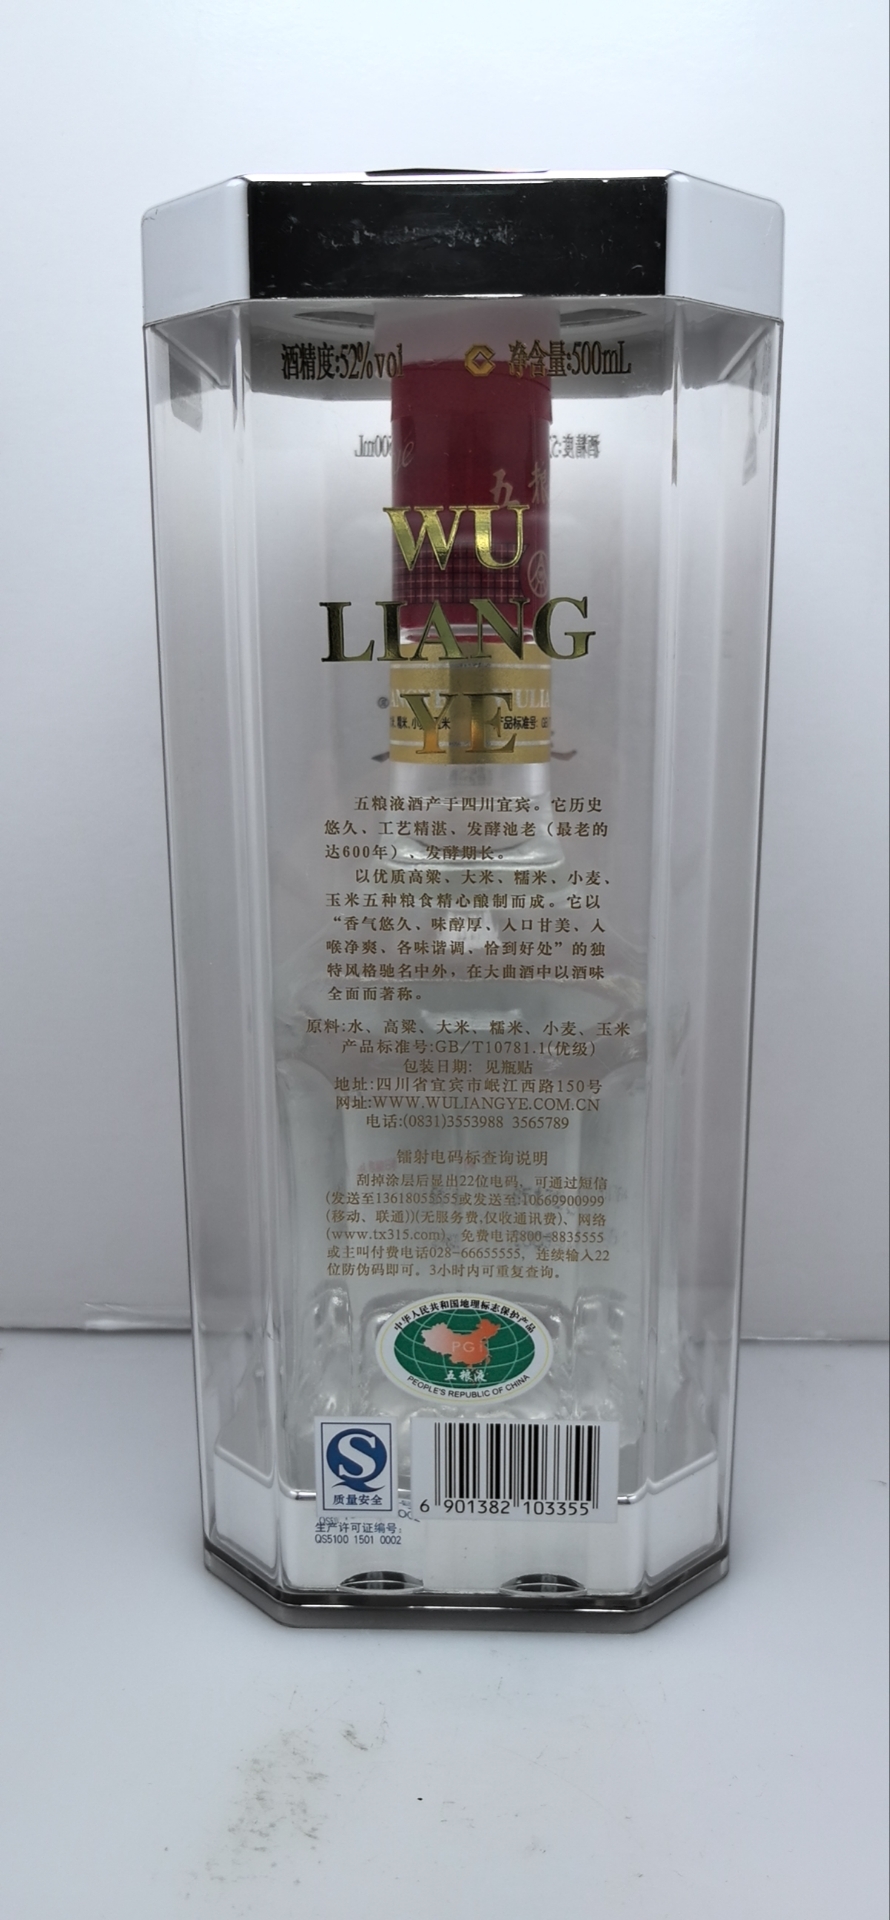 酒精度:52%vol
净含量:500mL
五粮
WU
LIANG
YE
产品标准号:
五粮液酒产于四川宜宾。它历史
悠久、工艺精湛、发酵池老（最老的
达600年）、发酵期长。
以优质高粱、大米、糯米、小麦、
玉米五种粮食精心酿制而成。它以
“香气悠久、味醇厚、入口甘美、入
喉净爽、各味谐调、恰到好处”的独
特风格驰名中外，在大曲酒中以酒味
全面而著称。
原料:水、高粱、大米、糯米、小麦、玉米
产品标准号:GB/T10781.1(优级)
包装日期: 见瓶贴
地址:四川省宜宾市岷江西路150号
网址:WWW.WULIANGYE.COM.CN
电话:(0831)3553988 3565789
镭射电码标查询说明
刮掉涂层后显出22位电码，可通过短信
(发送至13618055555或发送至:10669900999
(移动、联通))(无服务费,仅收通讯费)、网络
(www.tx315.com)、免费电话800-8835555
或主叫付费电话028-66655555，连续输入22
位防伪码即可。3小时内可重复查询。
中华人民共和国地理标志保护产品
PGI
五粮液
PEOPLE'S REPUBLIC OF CHINA
质量安全
6 901382 103355
生产许可证编号:
QS5100 1501 0002